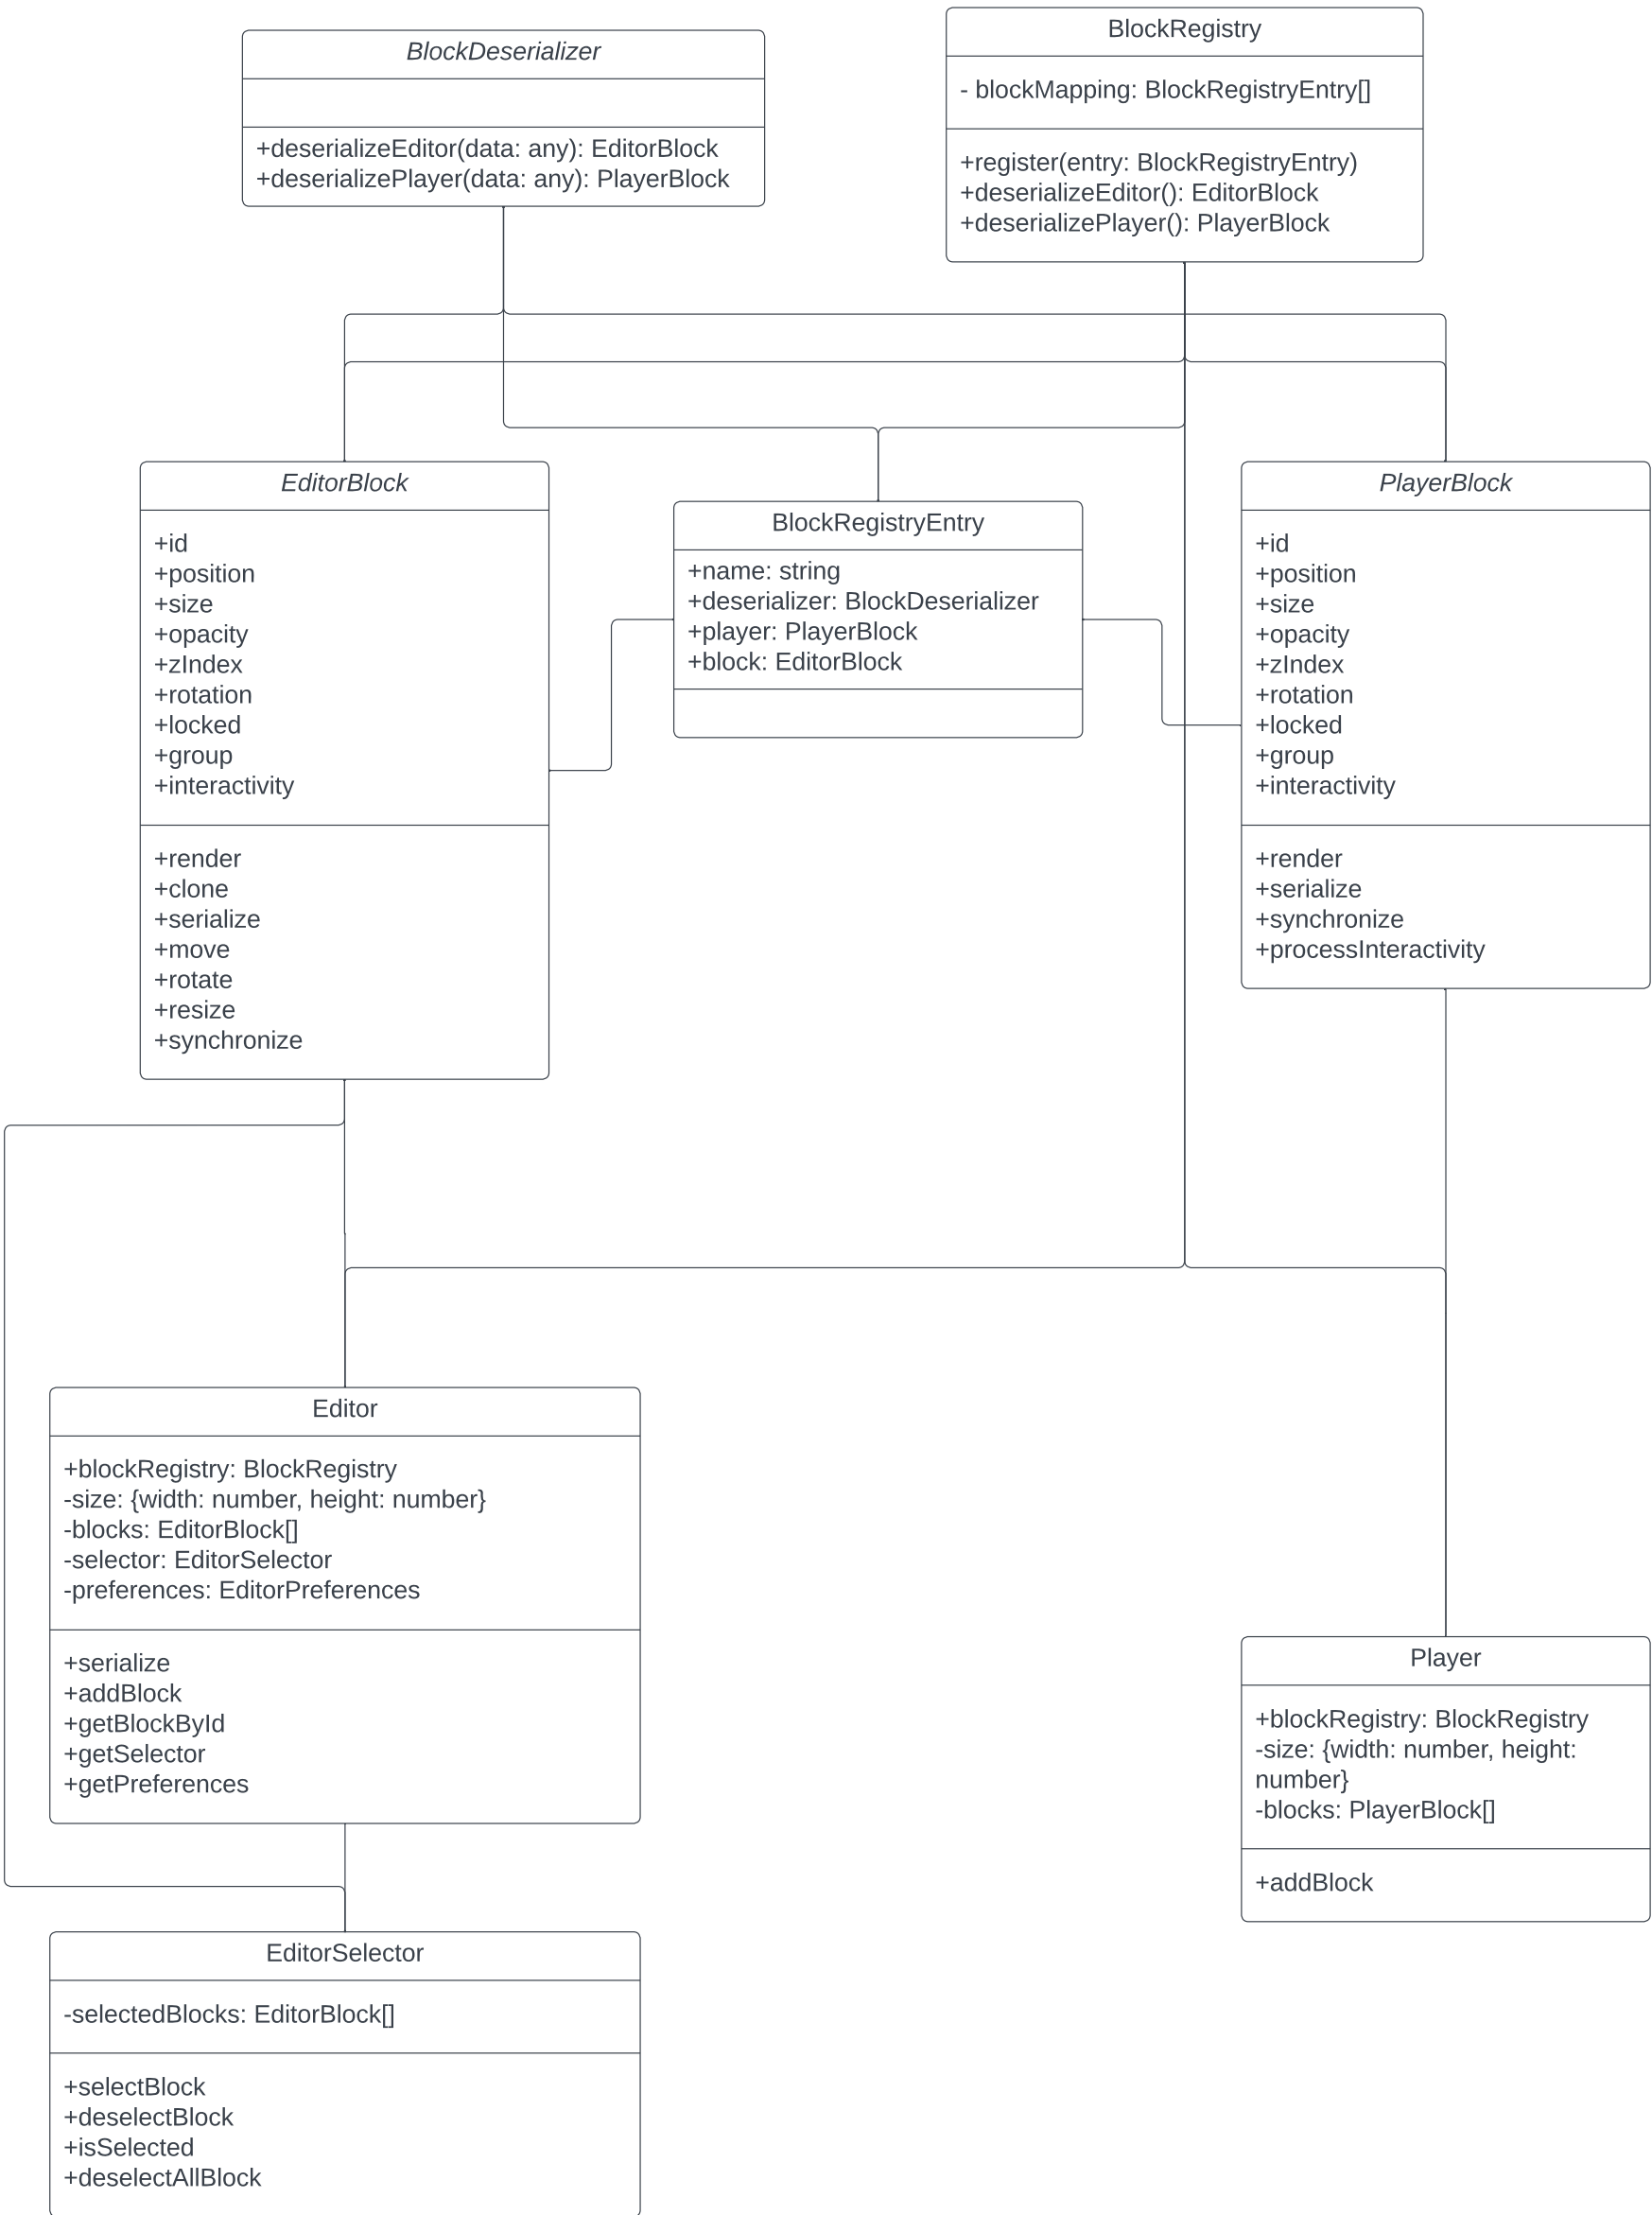 BlockDeserializer
+deserializeEditor(data: any): EditorBlock
+deserializePlayer(data: any): PlayerBlock
BlockRegistry
- blockMapping: BlockRegistryEntry[]
+register(entry: BlockRegistryEntry)
+deserializeEditor(): EditorBlock
+deserializePlayer(): PlayerBlock
EditorBlock
+id
+position
+size
+opacity
+zIndex
+rotation
+locked
+group
+interactivity
+render
+clone
+serialize
+move
+rotate
+resize
+synchronize
BlockRegistryEntry
+name: string
+deserializer: BlockDeserializer
+player: PlayerBlock
+block: EditorBlock
PlayerBlock
+id
+position
+size
+opacity
+zIndex
+rotation
+locked
+group
+interactivity
+render
+serialize
+synchronize
+processInteractivity
Editor
+blockRegistry: BlockRegistry
-size: {width: number, height: number}
-blocks: EditorBlock[]
-selector: EditorSelector
-preferences: EditorPreferences
+serialize
+addBlock
+getBlockById
+getSelector
+getPreferences
Player
+blockRegistry: BlockRegistry
-size: {width: number, height:
number}
-blocks: PlayerBlock[]
+addBlock
EditorSelector
-selectedBlocks: EditorBlock[]
+selectBlock
+deselectBlock
+isSelected
+deselectAllBlock